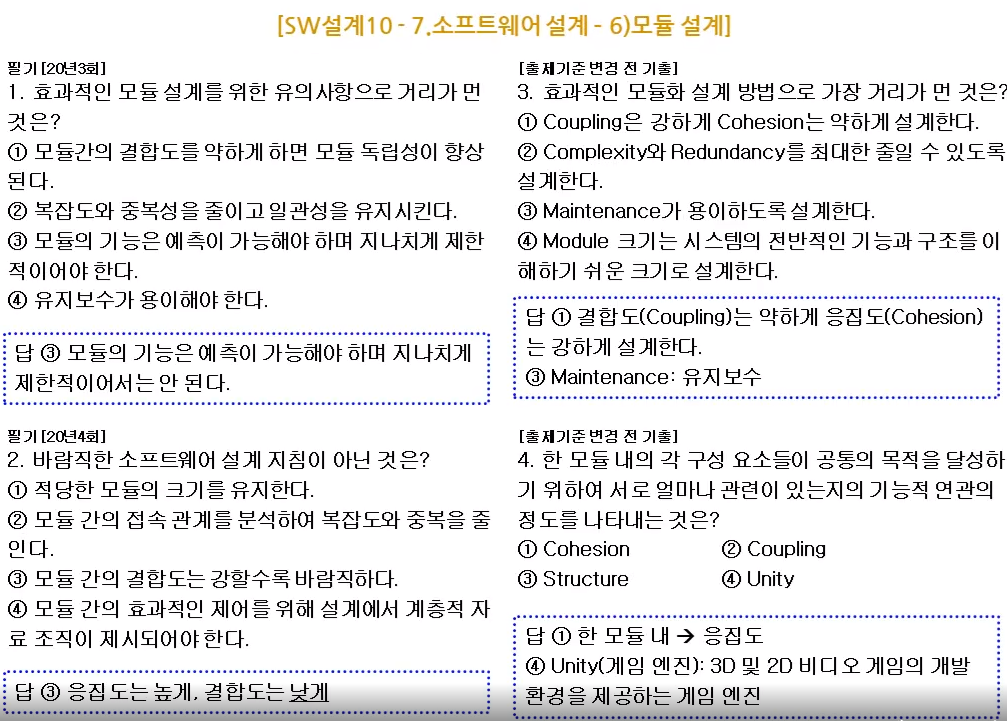 [SW설계10 - 7.소프트웨어 설계 - 6)모듈 설계]
필기 [20년3회]
1. 효과적인 모듈 설계를 위한 유의사항으로 거리가 먼
것은?
① 모듈간의 결합도를 약하게 하면 모듈 독립성이 향상
된다.
② 복잡도와 중복성을 줄이고 일관성을 유지시킨다.
③ 모듈의 기능은 예측이 가능해야 하며 지나치게 제한
적이어야 한다.
④ 유지보수가 용이해야 한다.
답 ③ 모듈의 기능은 예측이 가능해야 하며 지나치게
제한적이어서는 안 된다.
필기 [20년4회]
2. 바람직한 소프트웨어 설계 지침이 아닌 것은?
① 적당한 모듈의 크기를 유지한다.
② 모듈 간의 접속 관계를 분석하여 복잡도와 중복을 줄
인다.
③ 모듈 간의 결합도는 강할수록 바람직하다.
④ 모듈 간의 효과적인 제어를 위해 설계에서 계층적 자
료 조직이 제시되어야 한다.
답 ③ 응집도는 높게, 결합도는 낮게
[출제기준 변경 전 기출]
3. 효과적인 모듈화 설계 방법으로 가장 거리가 먼 것은?
① Coupling은 강하게 Cohesion는 약하게 설계한다.
② Complexity와 Redundancy를 최대한 줄일 수 있도록
설계한다.
③ Maintenance가 용이하도록 설계한다.
④ Module 크기는 시스템의 전반적인 기능과 구조를 이
해하기 쉬운 크기로 설계한다.
답 ① 결합도(Coupling)는 약하게 응집도(Cohesion)
는 강하게 설계한다.
③ Maintenance: 유지보수
[출제기준 변경 전 기출]
4. 한 모듈 내의 각 구성 요소들이 공통의 목적을 달성하
기 위하여 서로 얼마나 관련이 있는지의 기능적 연관의
정도를 나타내는 것은?
① Cohesion ② Coupling
③ Structure ④ Unity
답 ① 한 모듈 내 → 응집도
④ Unity(게임 엔진): 3D 및 2D 비디오 게임의 개발
환경을 제공하는 게임 엔진